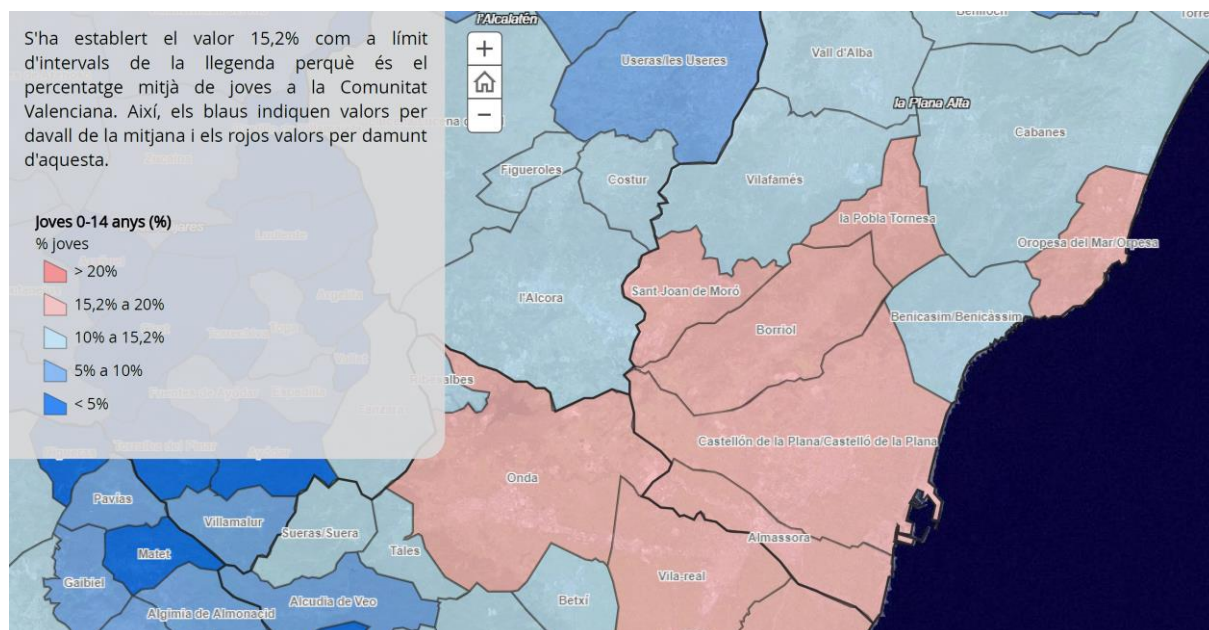 S'ha establert el valor 15,2% com a límit
d'intervals de la llegenda perquè és el
percentatge mitjà de joves a la Comunitat
Valenciana. Així, els blaus indiquen valors per
davall de la mitjana i els rojos valors per damunt
d'aquesta.
Joves 0-14 anys (%)
% joves
> 20%
15,2% a 20%
10% a 15,2%
5% a 10%
< 5%
+
−
l'Alcalatén
Useras/les Useres
Vall d'Alba
la Plana Alta
Cabanes
Figueroles
Costur
Vilafamés
la Pobla Tornesa
Oropesa del Mar/Orpesa
l'Alcora
Sant Joan de Moró
Borriol
Benicasim/Benicàssim
Castellón de la Plana/Castelló de la Plana
Onda
Pavías
Villamalur
Sueras/Suera
Tales
Almassora
Matet
Vila-real
Gaibiel
Betxí
Alcudia de Veo
Algimia de Almonacid